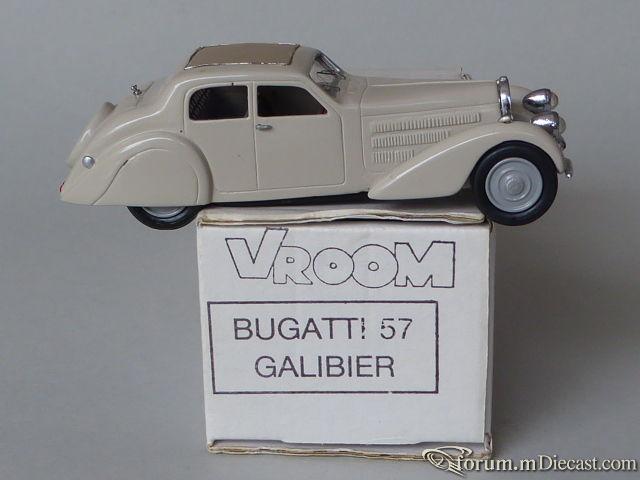 VROOM
BUGATTI 57
GALIBIER
forum.mDiecast.com